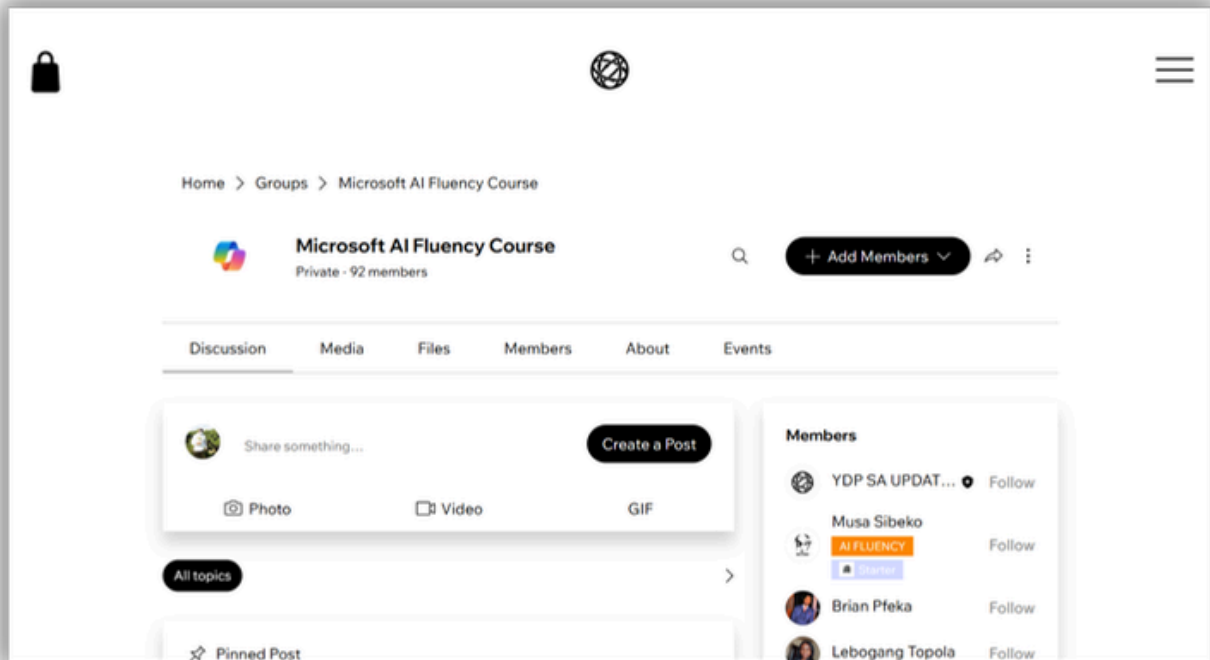 Home > Groups > Microsoft AI Fluency Course
Microsoft AI Fluency Course
Private · 92 members
+ Add Members
Discussion Media Files Members About Events
Share something...
Create a Post
Photo Video GIF
All topics
Pinned Post
Members
YDP SA UPDAT... Follow
Musa Sibeko
AI FLUENCY
Follow
Starter
Brian Pfeka Follow
Lebogang Topola Follow